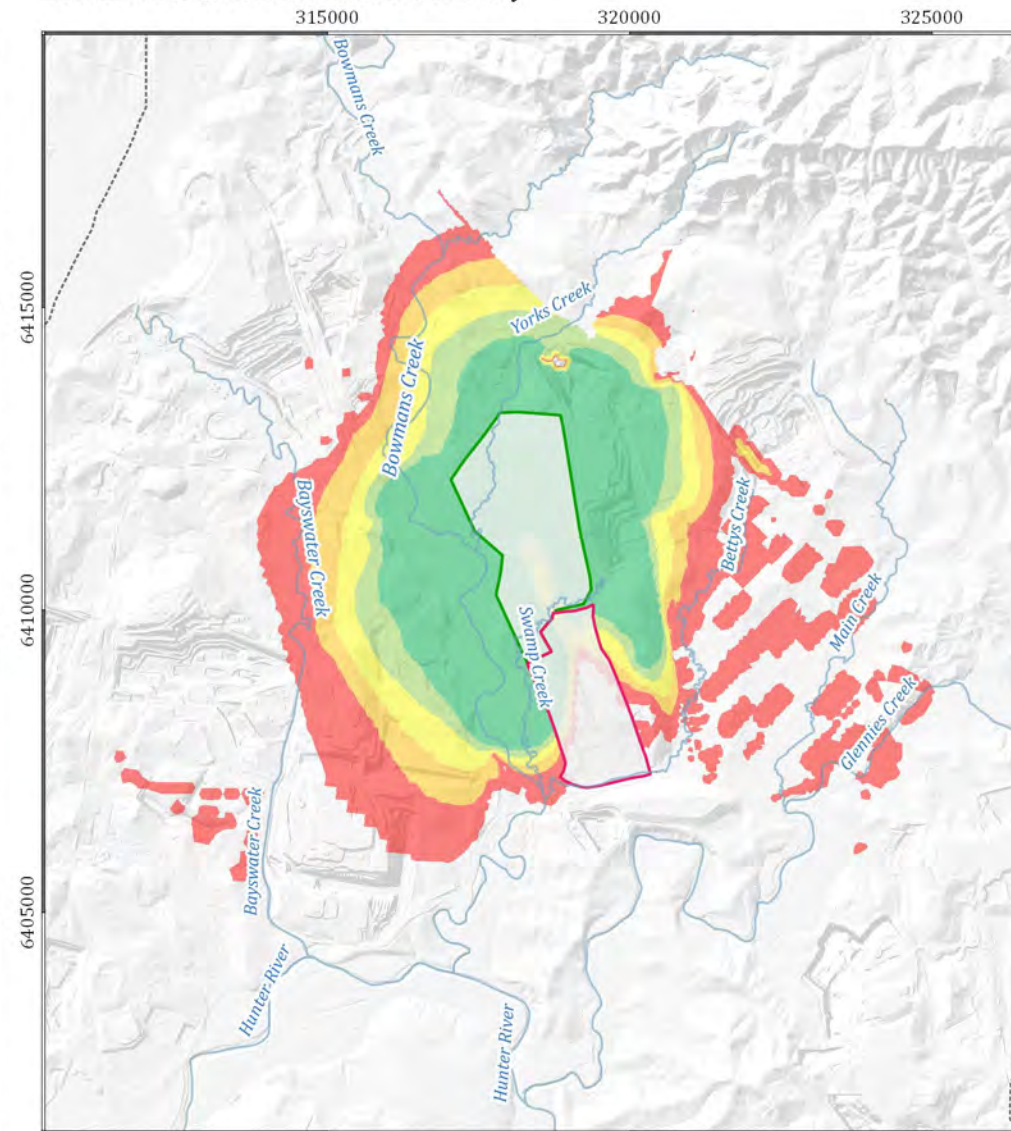 315000
320000
325000
6415000
6410000
6405000
Bowmans Creek
Yorks Creek
Bowmans Creek
Bayswater Creek
Bettys Creek
Swamp Creek
Main Creek
Glennies Creek
Bayswater Creek
Hunter River
Hunter River